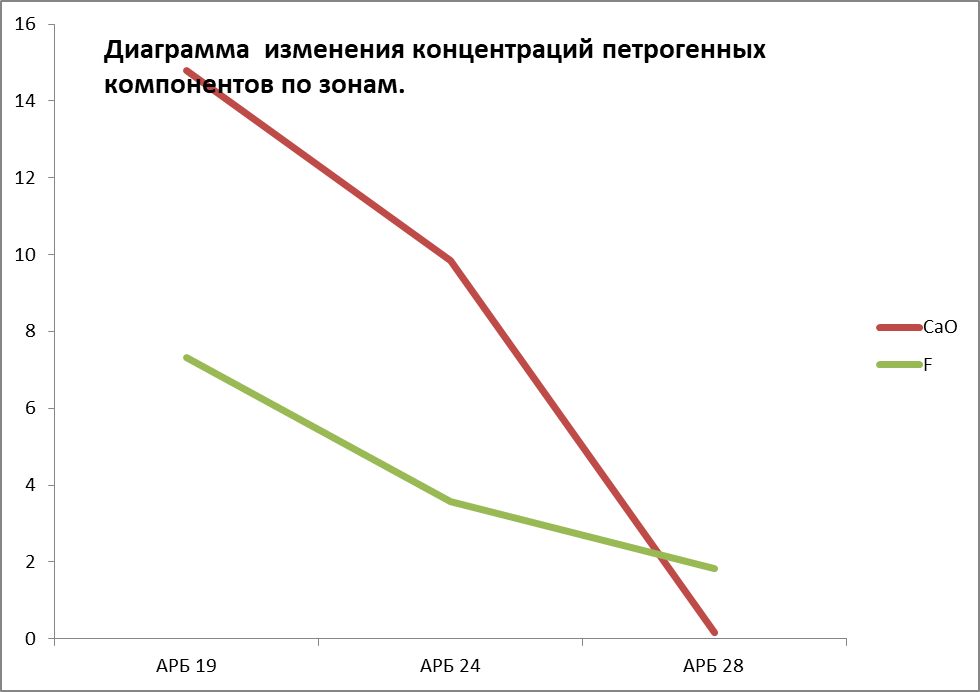 Диаграмма  изменения концентраций петрогенных
компонентов по зонам.
16
14
12
10
8
6
4
2
0
АРБ 19
АРБ 24
АРБ 28
CaO
F